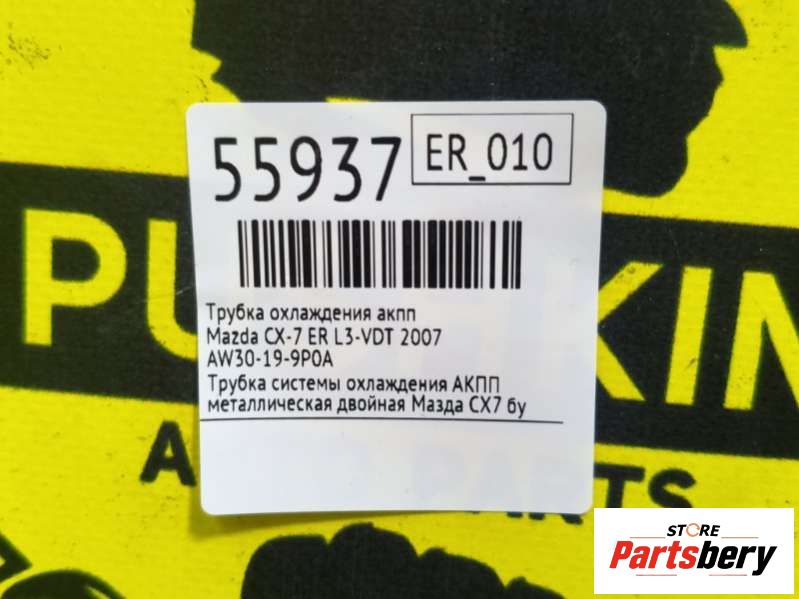 55937
ER_010
Трубка охлаждения акпп
Mazda CX-7 ER L3-VDT 2007
AW30-19-9P0A
Трубка системы охлаждения АКПП
металлическая двойная Мазда СХ7 бу
STORE
Partsbery